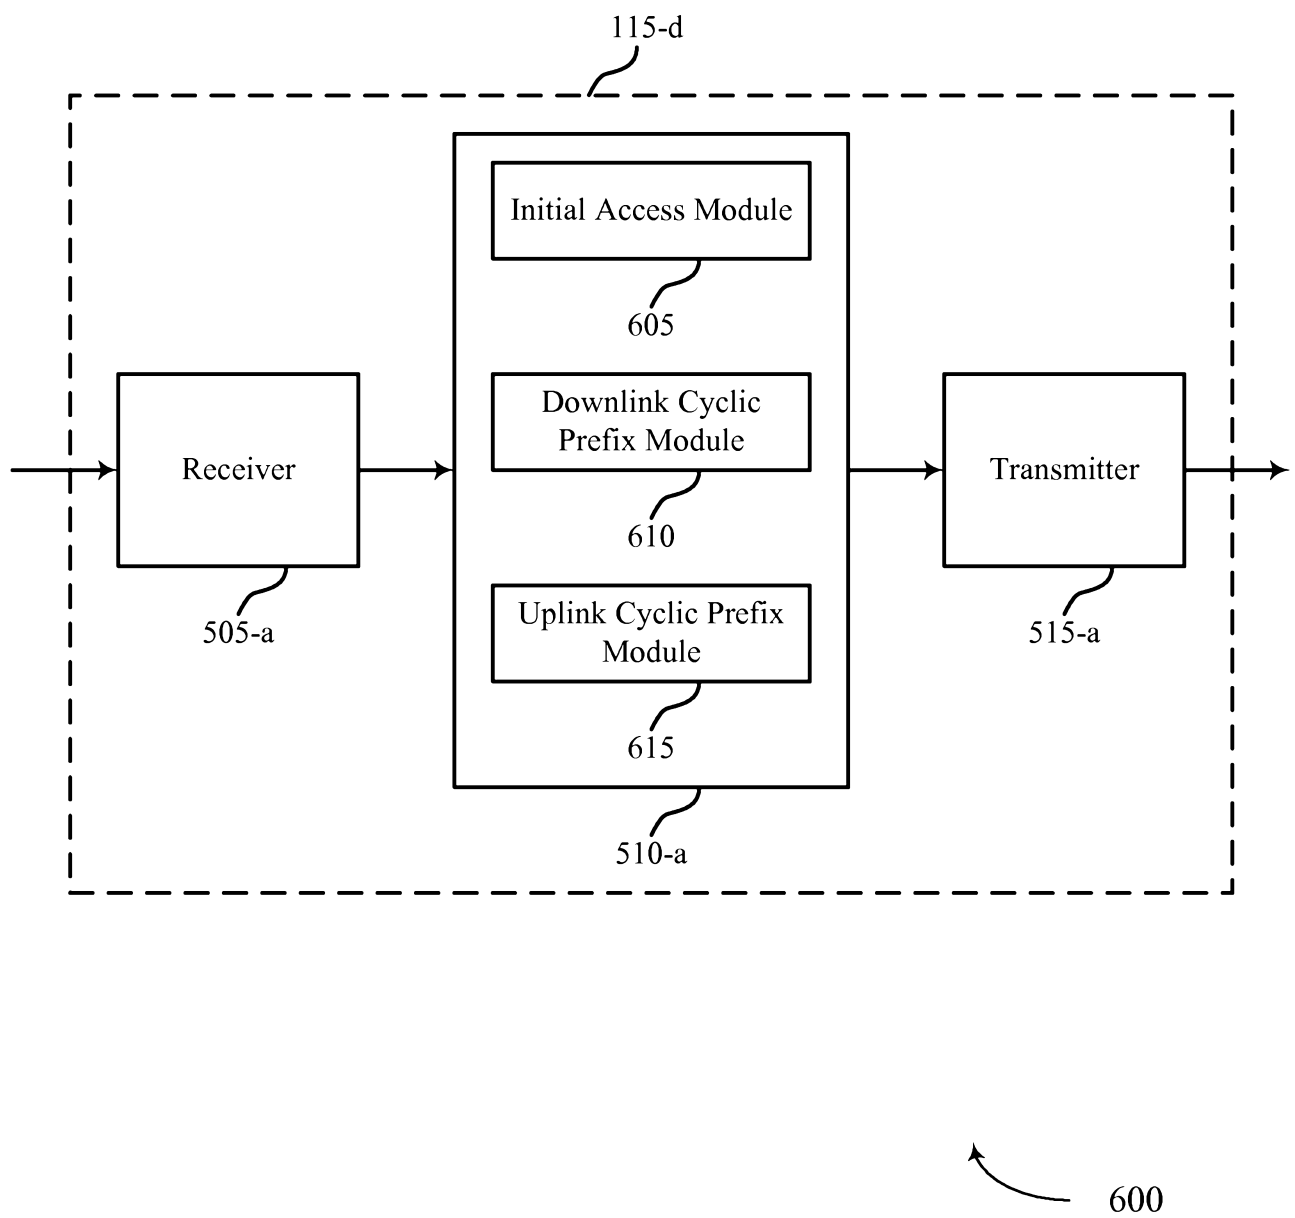 115-d
Initial Access Module
605
Downlink Cyclic
Prefix Module
610
Uplink Cyclic Prefix
Module
615
510-a
Receiver
505-a
Transmitter
515-a
600